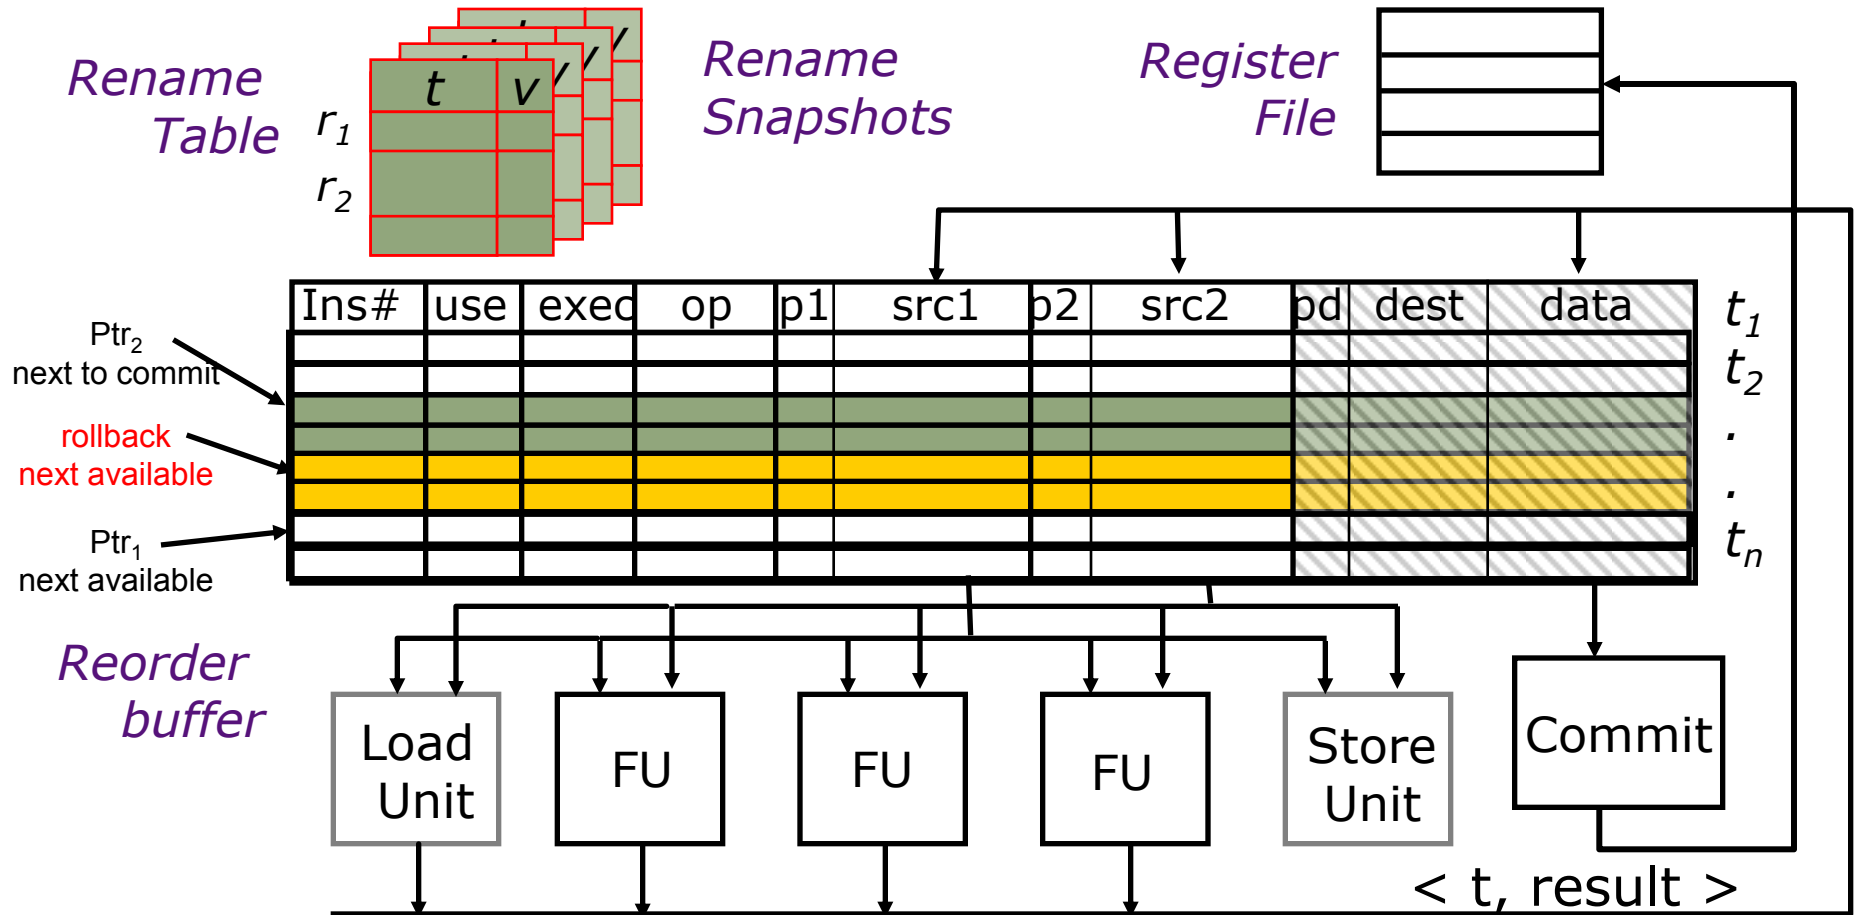 Rename
Table
t v
r1
r2
Rename
Snapshots
Register
File
Ins# use exec op p1 src1 p2 src2 pd dest data
t1
t2
.
.
tn
Ptr2
next to commit
rollback
next available
Ptr1
next available
Reorder
buffer
Load
Unit
FU
FU
FU
Store
Unit
Commit
< t, result >